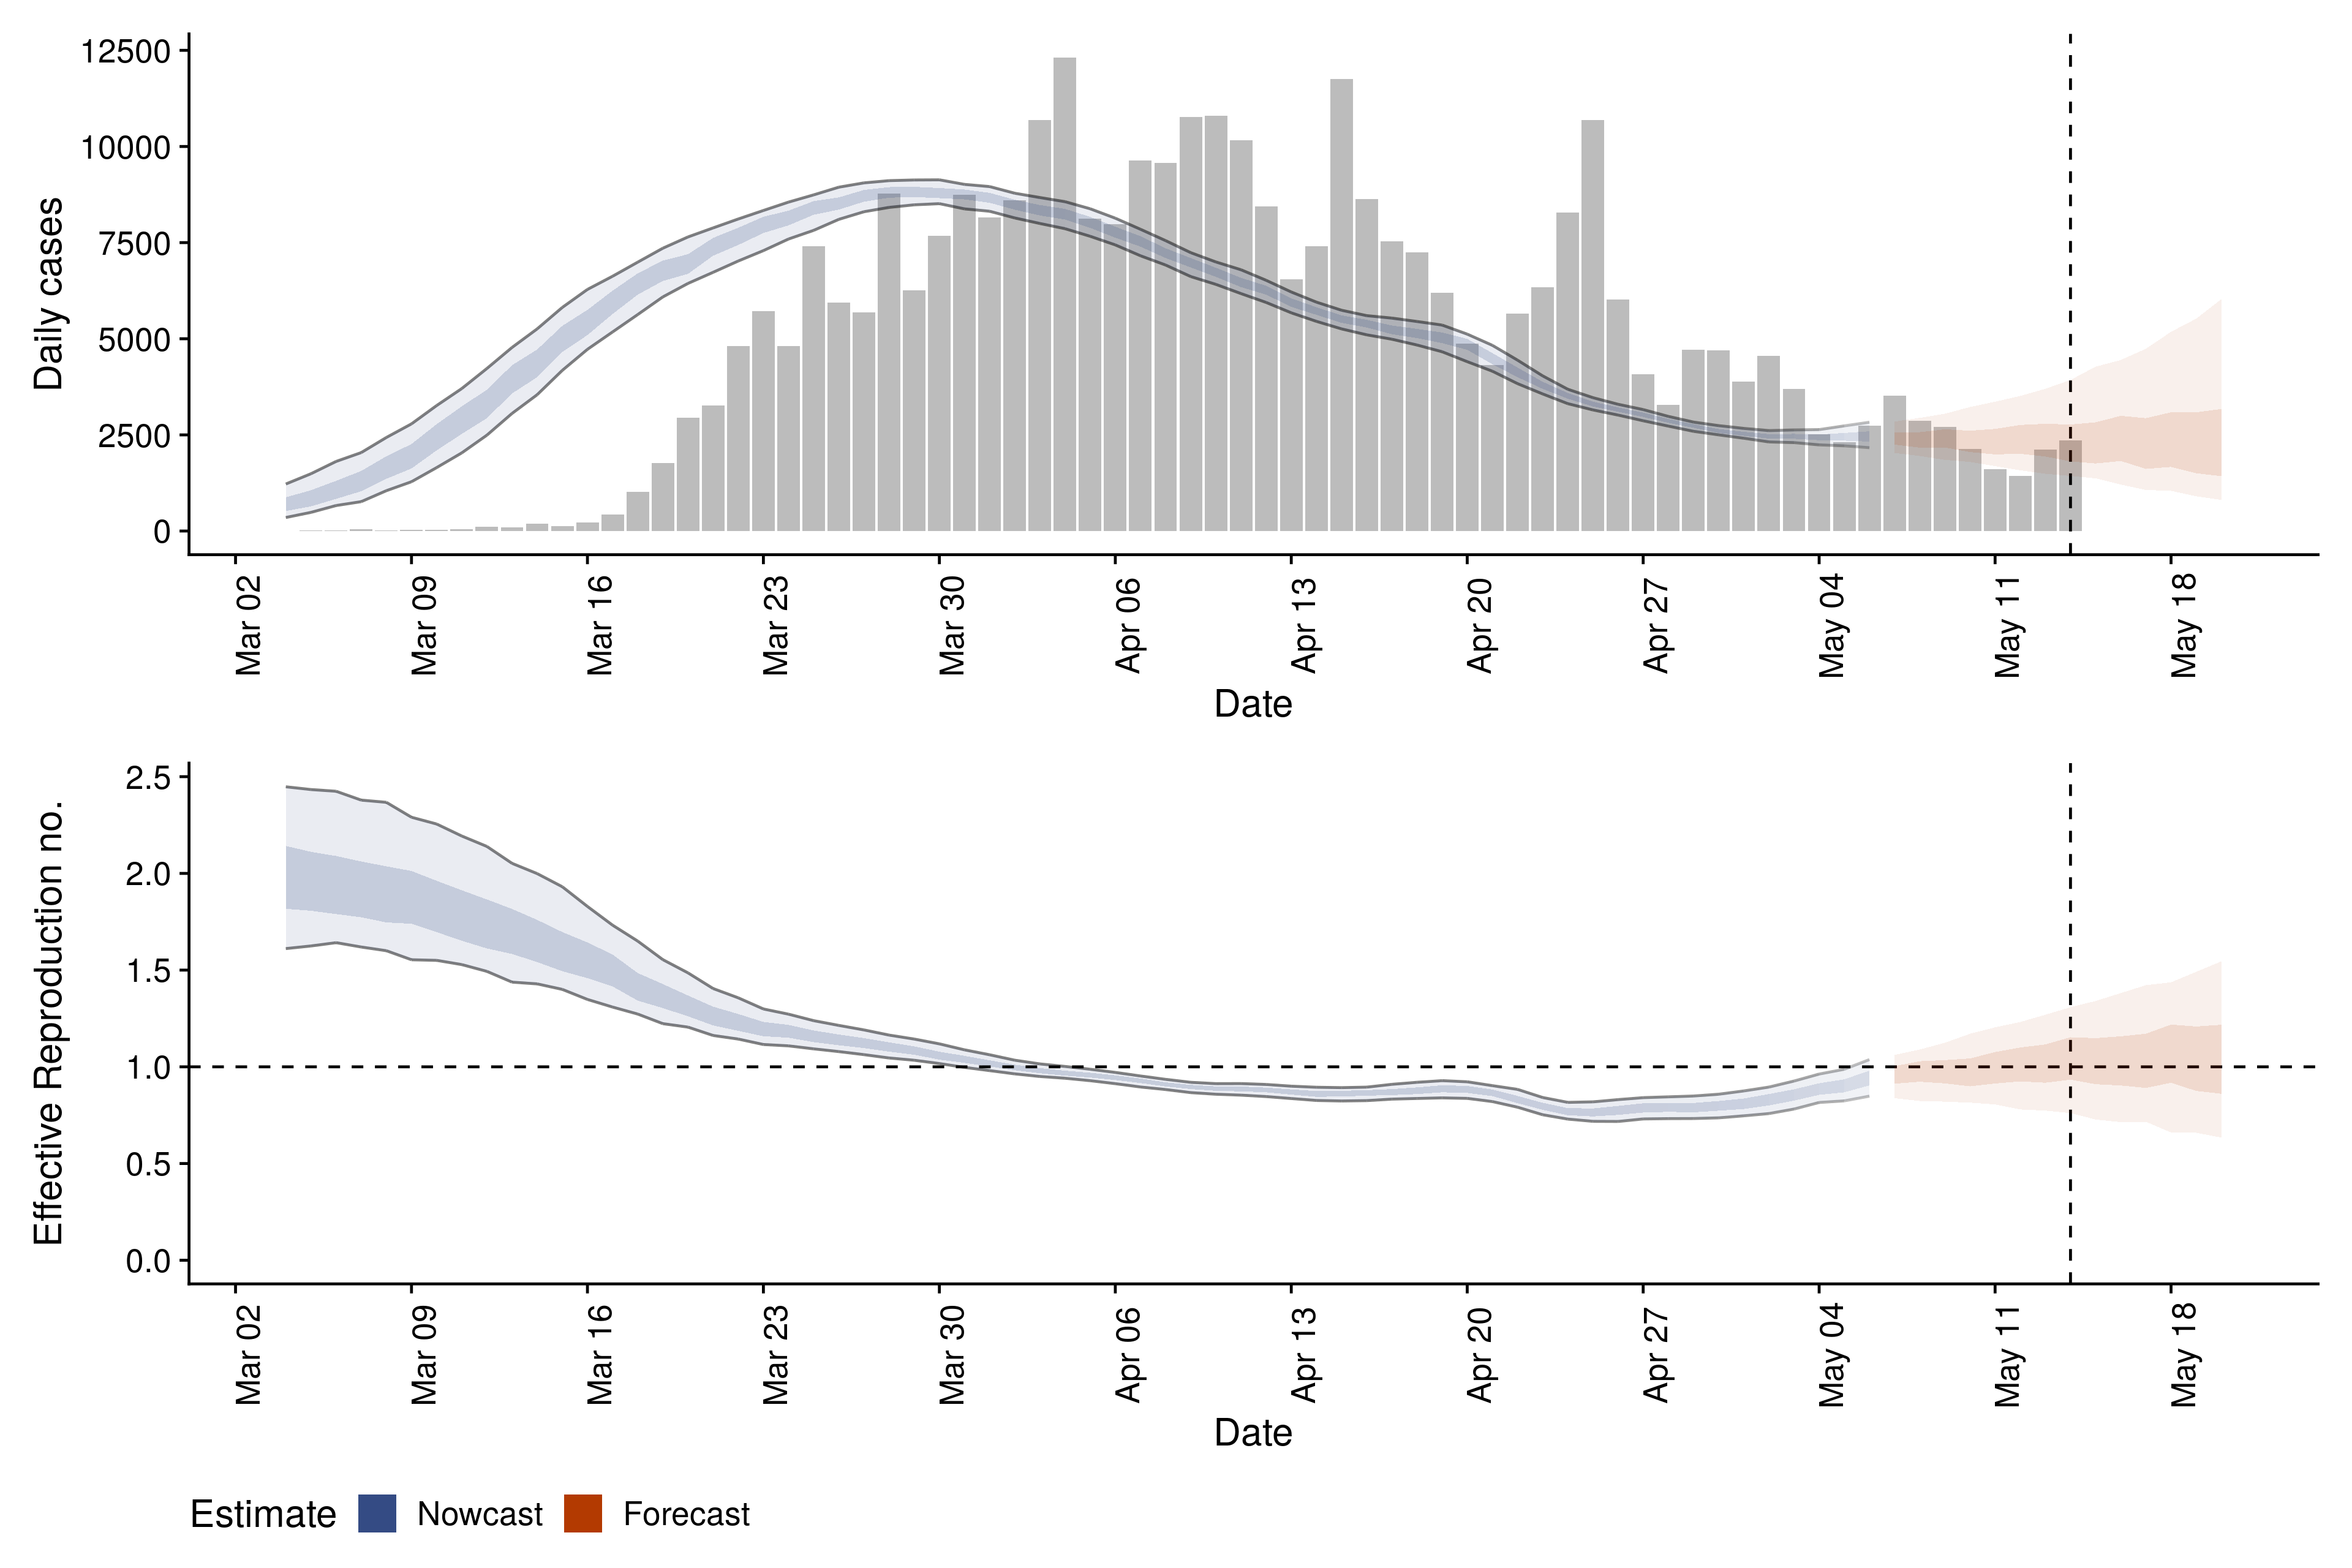 12500
10000
7500
5000
2500
0
Daily cases
Mar 02 Mar 09 Mar 16 Mar 23 Mar 30 Apr 06 Apr 13 Apr 20 Apr 27 May 04 May 11 May 18
Date
2.5
2.0
1.5
1.0
0.5
0.0
Effective Reproduction no.
Mar 02 Mar 09 Mar 16 Mar 23 Mar 30 Apr 06 Apr 13 Apr 20 Apr 27 May 04 May 11 May 18
Date
Estimate Nowcast Forecast